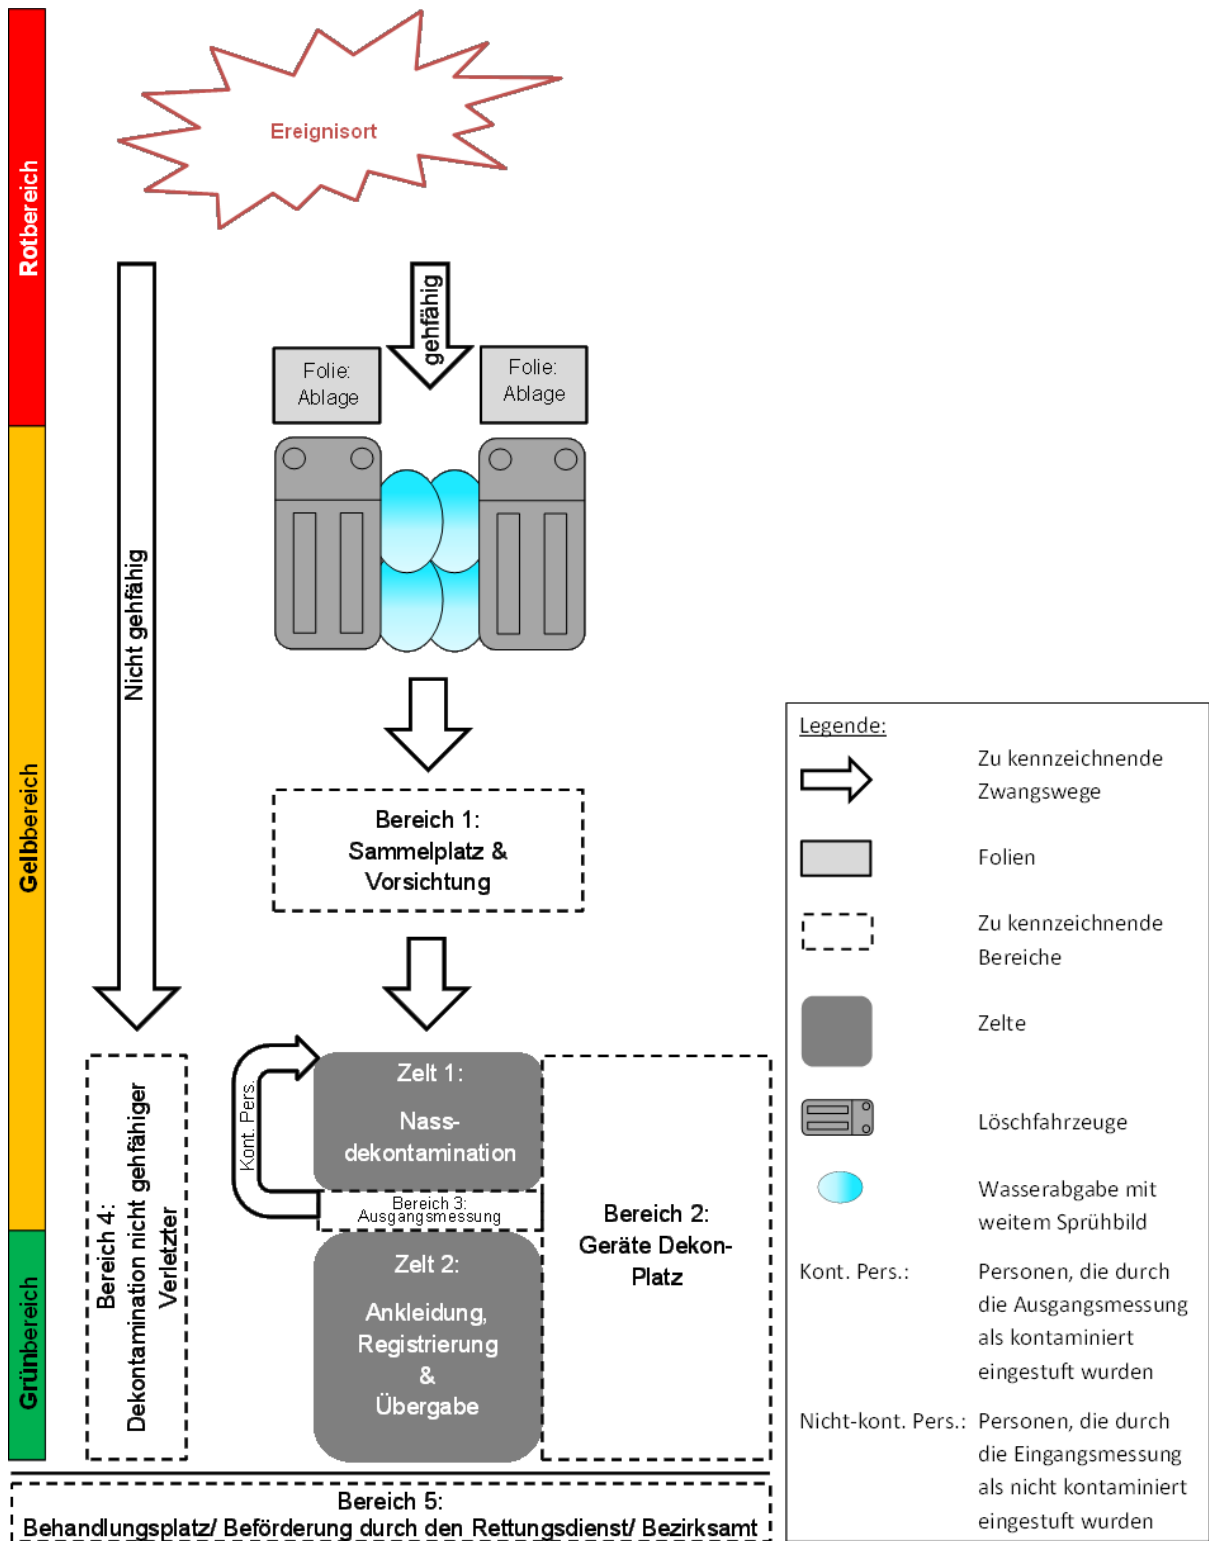 Rotbereich
Gelbbereich
Grünbereich
Ereignisort
gehfähig
Folie:
Ablage
Folie:
Ablage
Nicht gehfähig
Bereich 1:
Sammelplatz &
Vorsichtung
Kont. Pers.
Zelt 1:
Nass-
dekontamination
Bereich 3:
Ausgangsmessung
Zelt 2:
Ankleidung,
Registrierung
&
Übergabe
Bereich 4:
Dekontamination nicht gehfähiger
Verletzter
Bereich 2:
Geräte Dekon-
Platz
Bereich 5:
Behandlungsplatz/ Beförderung durch den Rettungsdienst/ Bezirksamt
Legende:
Zu kennzeichnende
Zwangswege
Folien
Zu kennzeichnende
Bereiche
Zelte
Löschfahrzeuge
Wasserabgabe mit
weitem Sprühbild
Kont. Pers.: Personen, die durch
die Ausgangsmessung
als kontaminiert
eingestuft wurden
Nicht-kont. Pers.: Personen, die durch
die Eingangsmessung
als nicht kontaminiert
eingestuft wurden